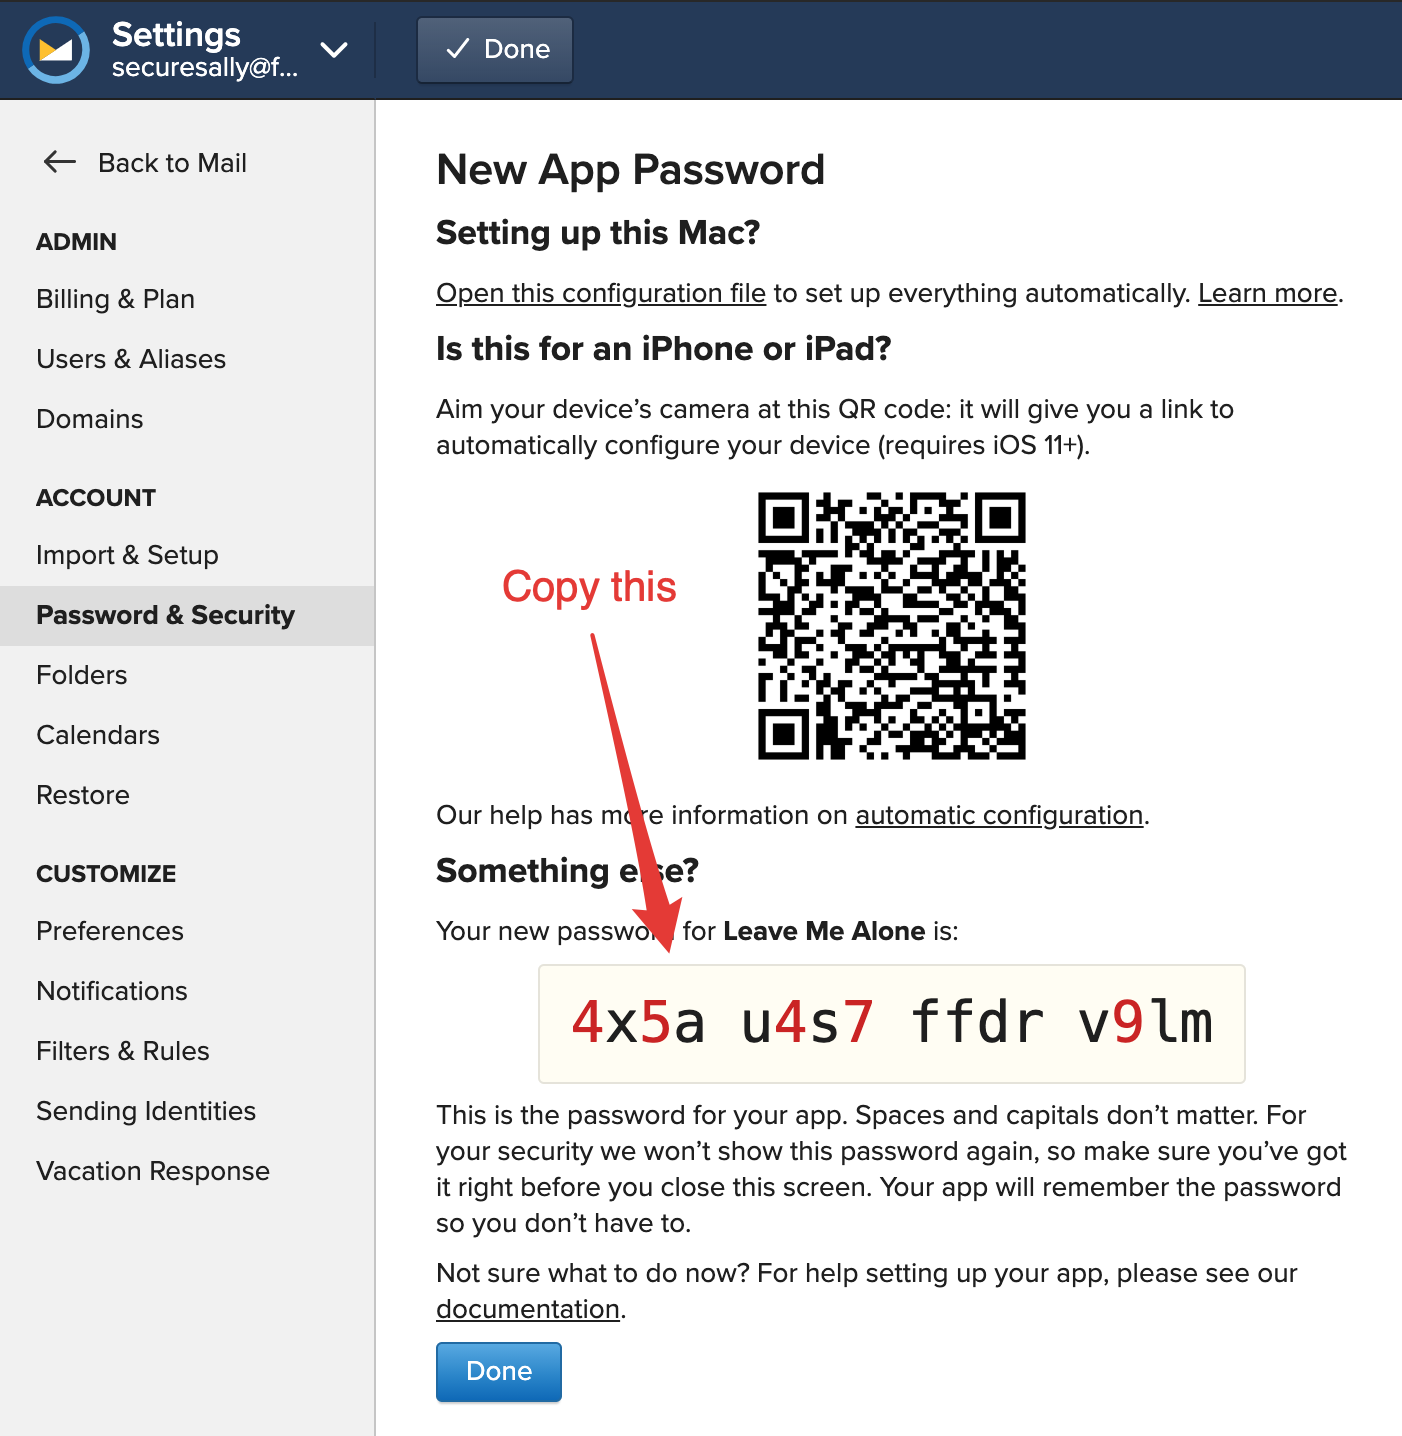 Settings
securesally@f...
Done
Back to Mail
ADMIN
Billing & Plan
Users & Aliases
Domains
ACCOUNT
Import & Setup
Password & Security
Folders
Calendars
Restore
CUSTOMIZE
Preferences
Notifications
Filters & Rules
Sending Identities
Vacation Response
New App Password
Setting up this Mac?
Open this configuration file to set up everything automatically. Learn more.
Is this for an iPhone or iPad?
Aim your device’s camera at this QR code: it will give you a link to
automatically configure your device (requires iOS 11+).
Copy this
Our help has more information on automatic configuration.
Something else?
Your new password for Leave Me Alone is:
4x5a u4s7 ffdr v9lm
This is the password for your app. Spaces and capitals don’t matter. For
your security we won’t show this password again, so make sure you’ve got
it right before you close this screen. Your app will remember the password
so you don’t have to.
Not sure what to do now? For help setting up your app, please see our
documentation.
Done